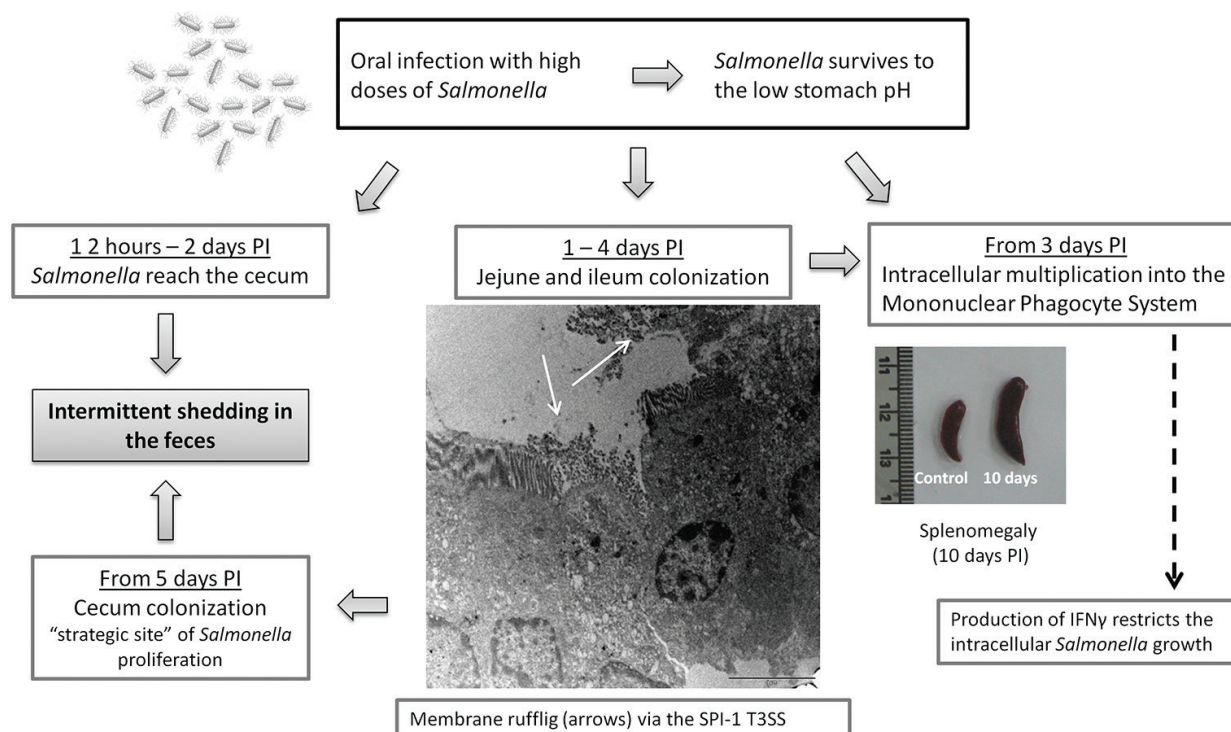 Oral infection with high
doses of Salmonella
Salmonella survives to
the low stomach pH
1 2 hours – 2 days PI
Salmonella reach the cecum
1 – 4 days PI
Jejune and ileum colonization
From 3 days PI
Intracellular multiplication into the
Mononuclear Phagocyte System
Intermittent shedding in
the feces
Control 10 days
Splenomegaly
(10 days PI)
From 5 days PI
Cecum colonization
“strategic site” of Salmonella
proliferation
Production of IFNγ restricts the
intracellular Salmonella growth
Membrane rufflig (arrows) via the SPI-1 T3SS